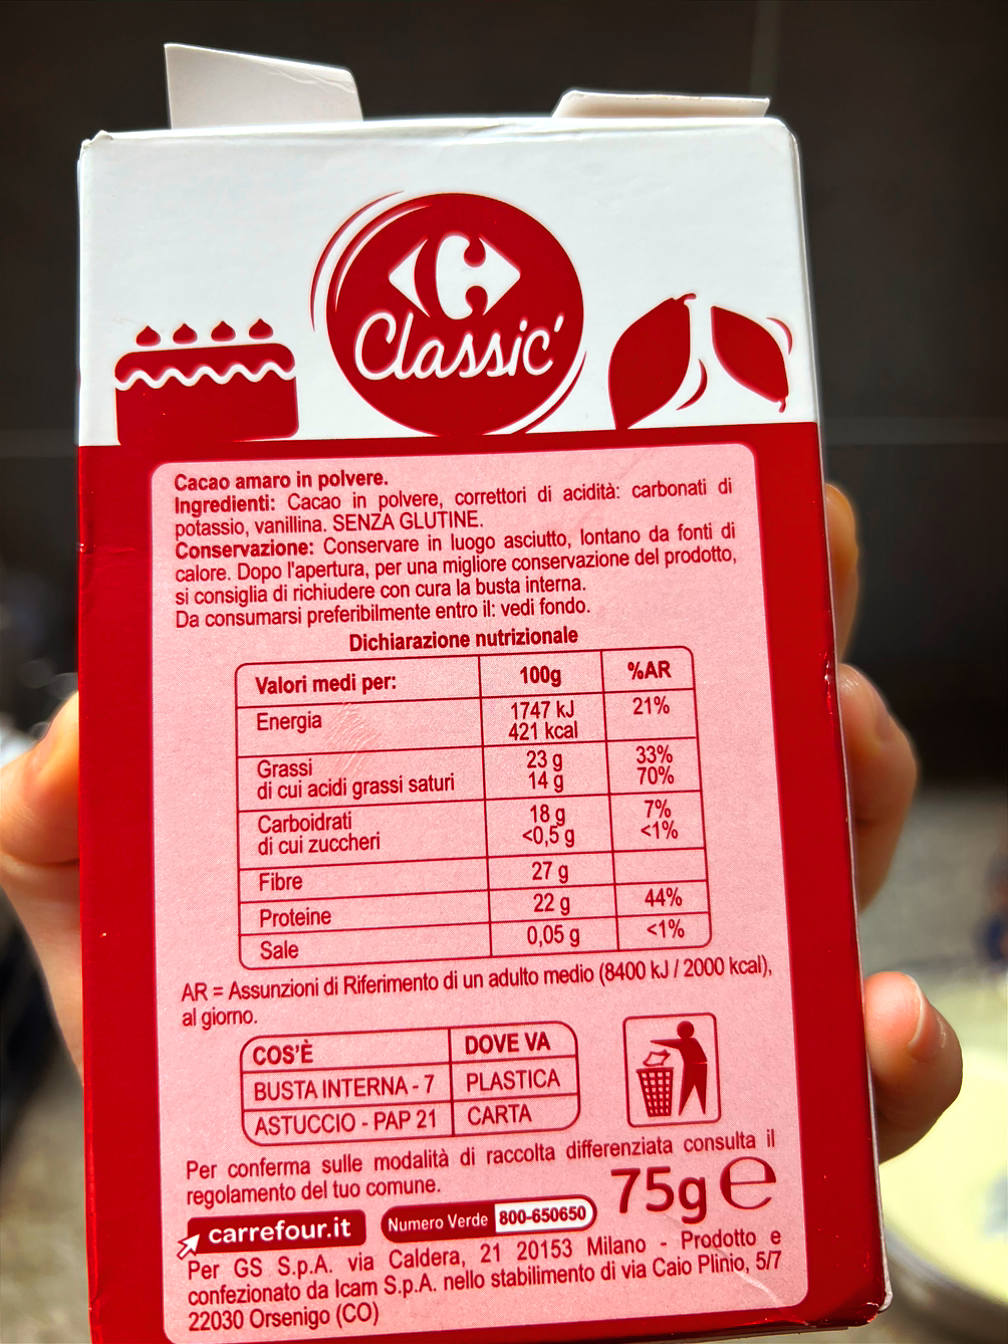 Classic'
Cacao amaro in polvere.
Ingredienti: Cacao in polvere, correttori di acidità: carbonati di
potassio, vanillina. SENZA GLUTINE.
Conservazione: Conservare in luogo asciutto, lontano da fonti di
calore. Dopo l'apertura, per una migliore conservazione del prodotto,
si consiglia di richiudere con cura la busta interna.
Da consumarsi preferibilmente entro il: vedi fondo.
Dichiarazione nutrizionale
Valori medi per: 100g %AR
Energia 1747 kJ 21%
421 kcal
Grassi 23 g 33%
di cui acidi grassi saturi 14 g 70%
Carboidrati 18 g 7%
di cui zuccheri <0,5 g <1%
Fibre 27 g
Proteine 22 g 44%
Sale 0,05 g <1%
AR = Assunzioni di Riferimento di un adulto medio (8400 kJ / 2000 kcal),
al giorno.
COS'È DOVE VA
BUSTA INTERNA - 7 PLASTICA
ASTUCCIO - PAP 21 CARTA
Per conferma sulle modalità di raccolta differenziata consulta il
regolamento del tuo comune.
75g e
carrefour.it Numero Verde 800-650650
Per GS S.p.A. via Caldera, 21 20153 Milano - Prodotto e
confezionato da Icam S.p.A. nello stabilimento di via Caio Plinio, 5/7
22030 Orsenigo (CO)